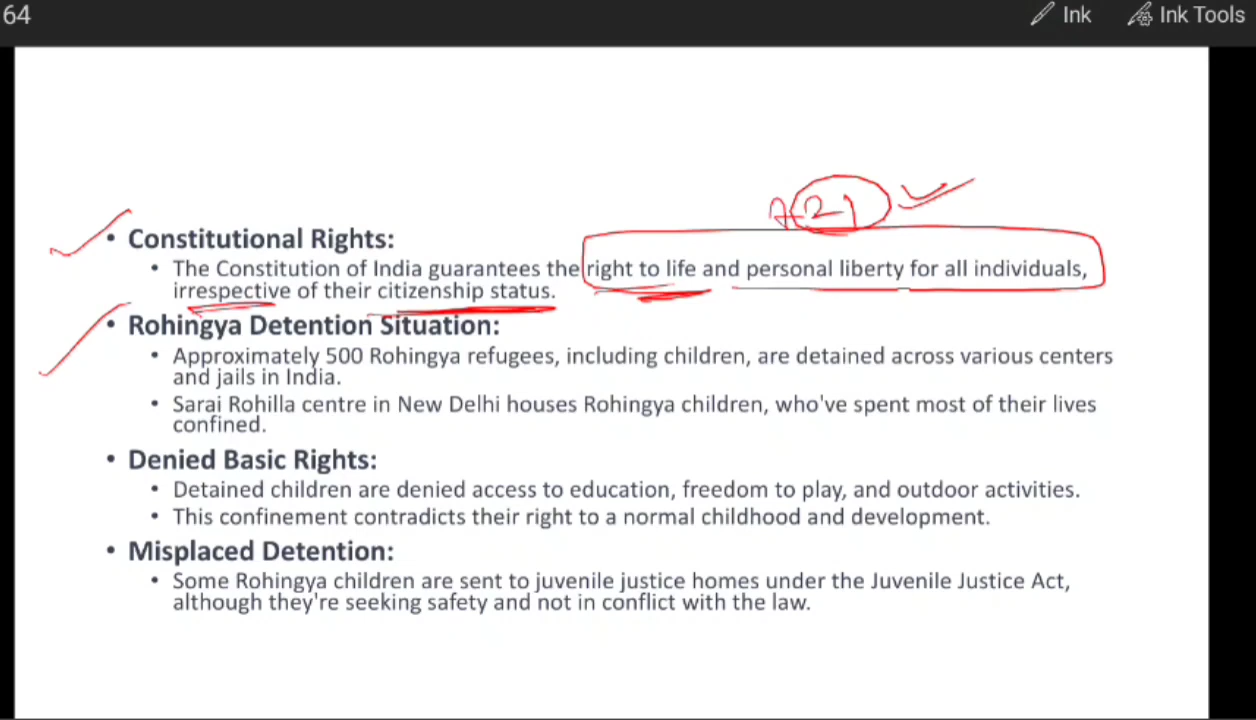 64
Ink
Ink Tools
A-21
• Constitutional Rights:
• The Constitution of India guarantees the right to life and personal liberty for all individuals,
irrespective of their citizenship status.
• Rohingya Detention Situation:
• Approximately 500 Rohingya refugees, including children, are detained across various centers
and jails in India.
• Sarai Rohilla centre in New Delhi houses Rohingya children, who've spent most of their lives
confined.
• Denied Basic Rights:
• Detained children are denied access to education, freedom to play, and outdoor activities.
• This confinement contradicts their right to a normal childhood and development.
• Misplaced Detention:
• Some Rohingya children are sent to juvenile justice homes under the Juvenile Justice Act,
although they're seeking safety and not in conflict with the law.